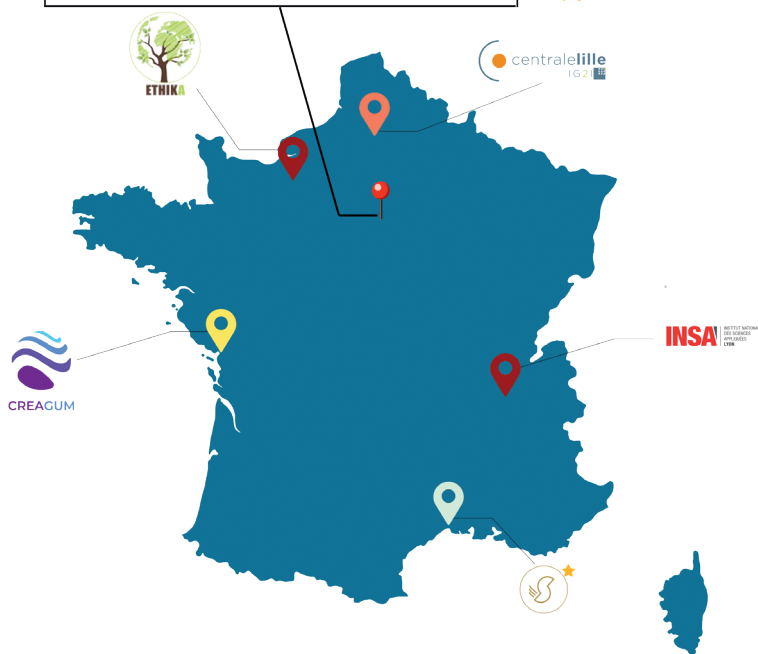 ETHIKA
centralelille
IG2I
INSA
INSTITUT NATIONAL
DES SCIENCES
APPLIQUÉES
LYON
CREAGUM